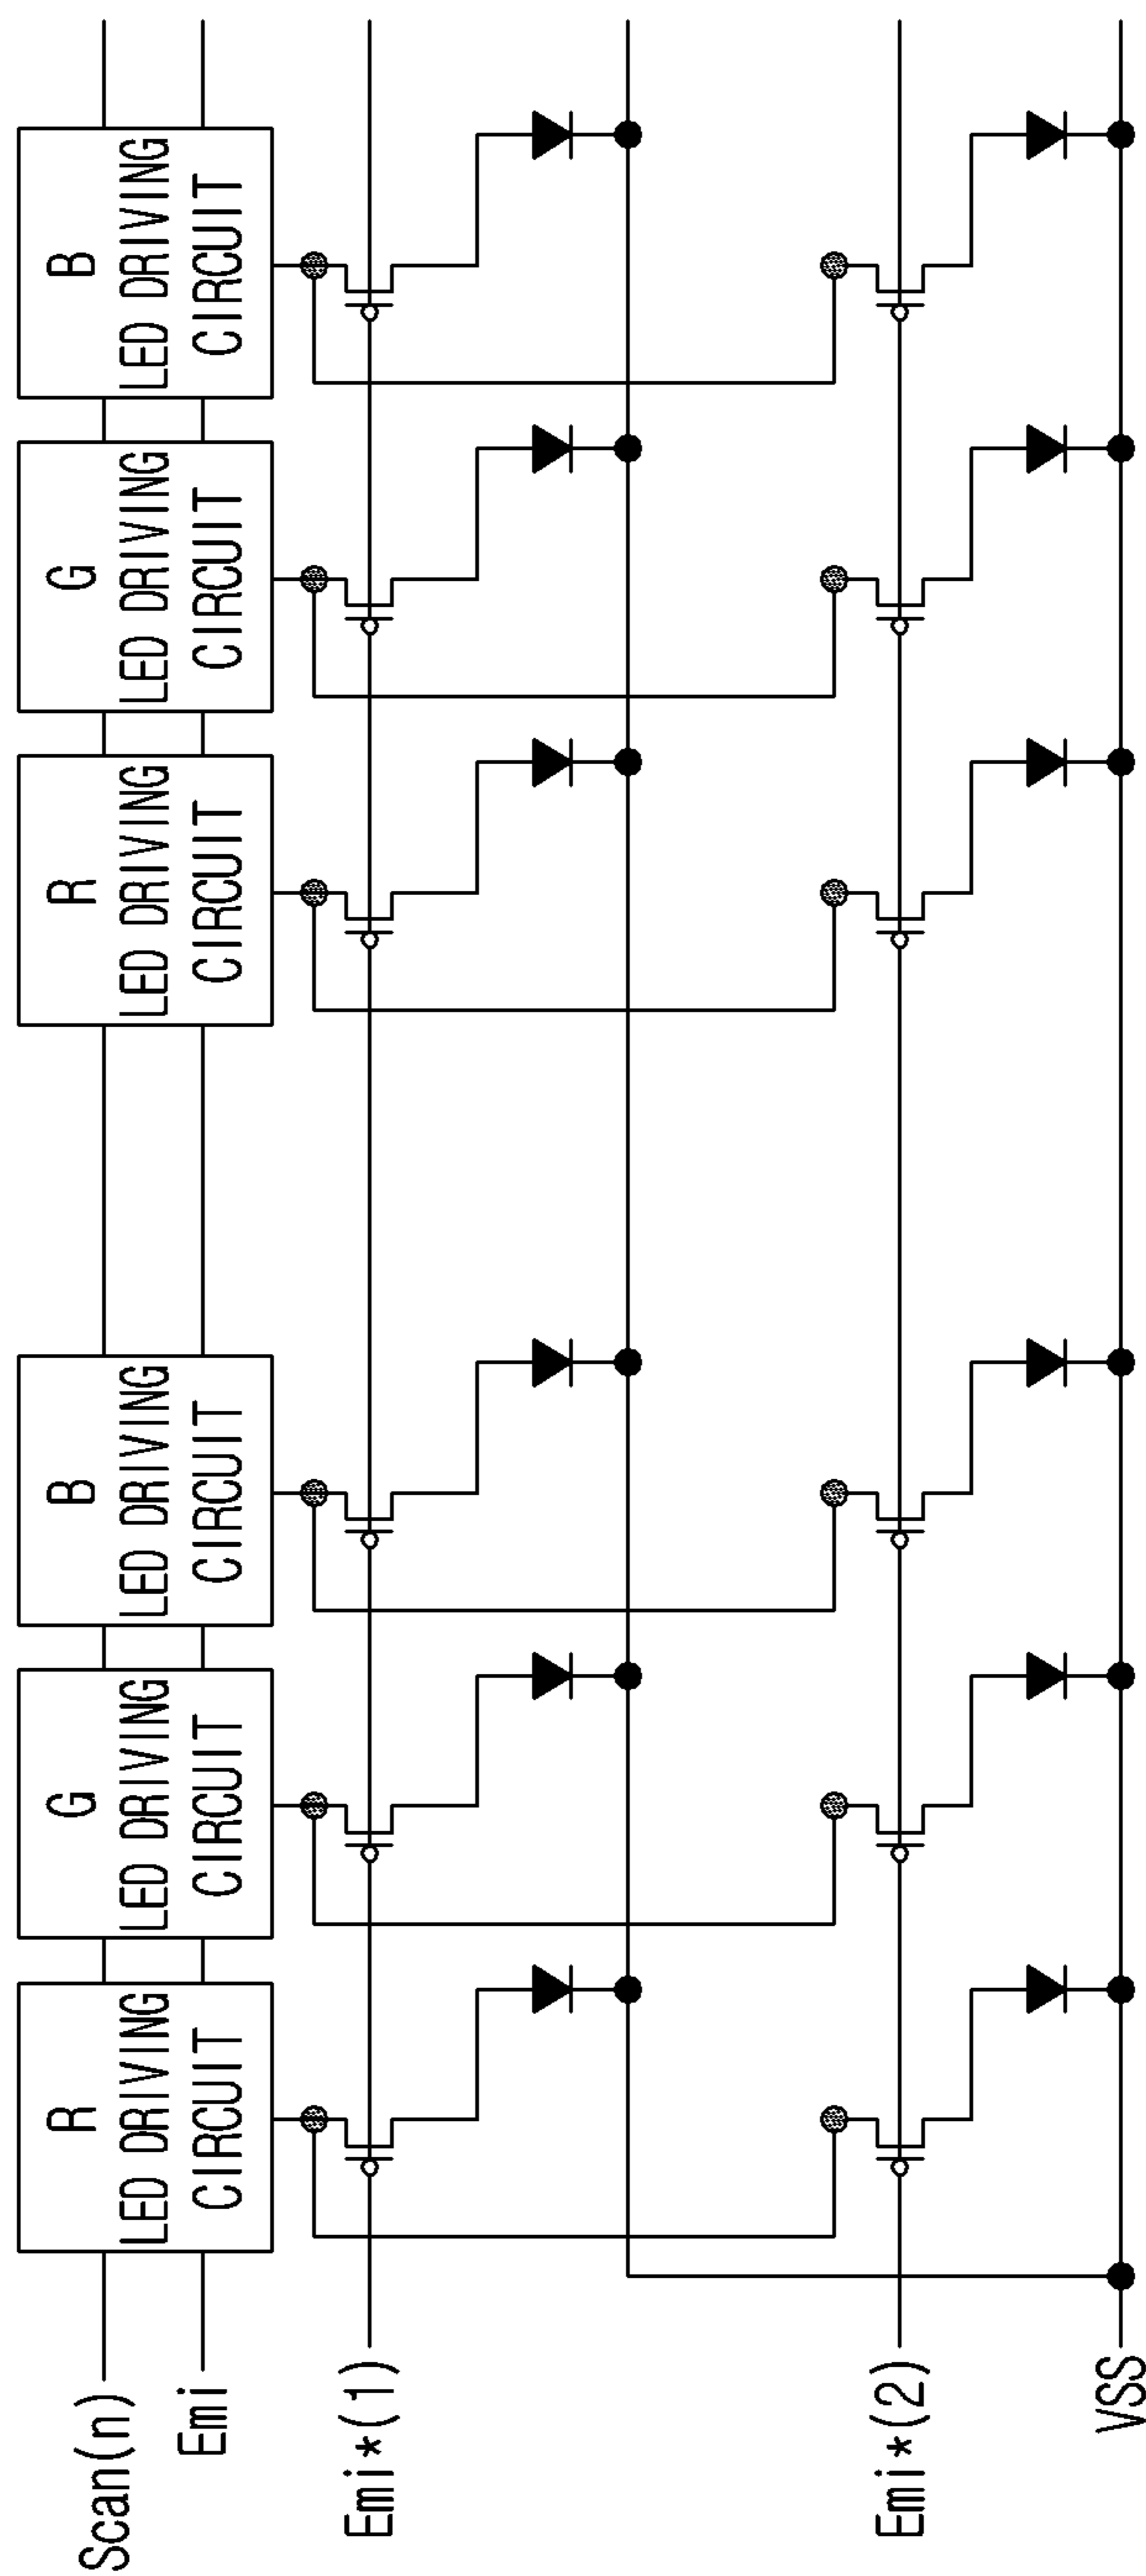 Scan(n)
Emi
R
LED DRIVING
CIRCUIT
G
LED DRIVING
CIRCUIT
B
LED DRIVING
CIRCUIT
R
LED DRIVING
CIRCUIT
G
LED DRIVING
CIRCUIT
B
LED DRIVING
CIRCUIT
Emi*(1)
Emi*(2)
VSS